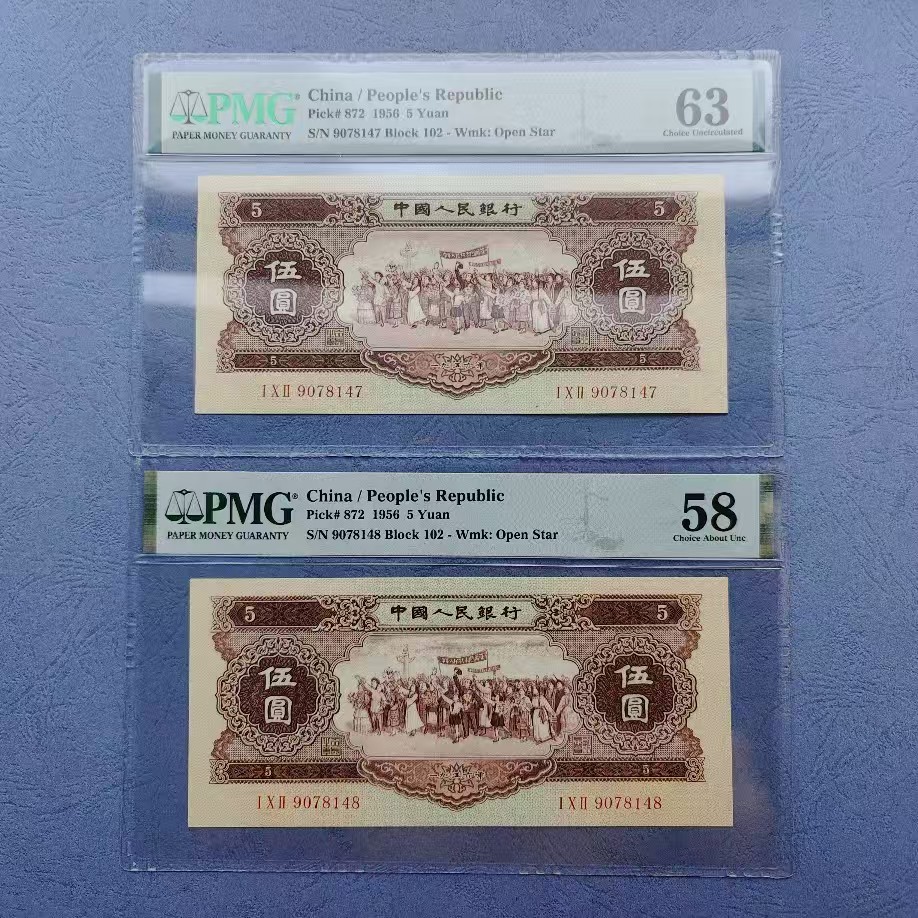 PMG®
PAPER MONEY GUARANTY
China / People's Republic
Pick# 872 1956 5 Yuan
S/N 9078147 Block 102 - Wmk: Open Star
63
Choice Uncirculated
5 中國人民銀行 5
伍圓 伍圓
5 5
I X II 9078147 I X II 9078147
PMG®
PAPER MONEY GUARANTY
China / People's Republic
Pick# 872 1956 5 Yuan
S/N 9078148 Block 102 - Wmk: Open Star
58
Choice About Unc
5 中國人民銀行 5
伍圓 伍圓
5 5
I X II 9078148 I X II 9078148